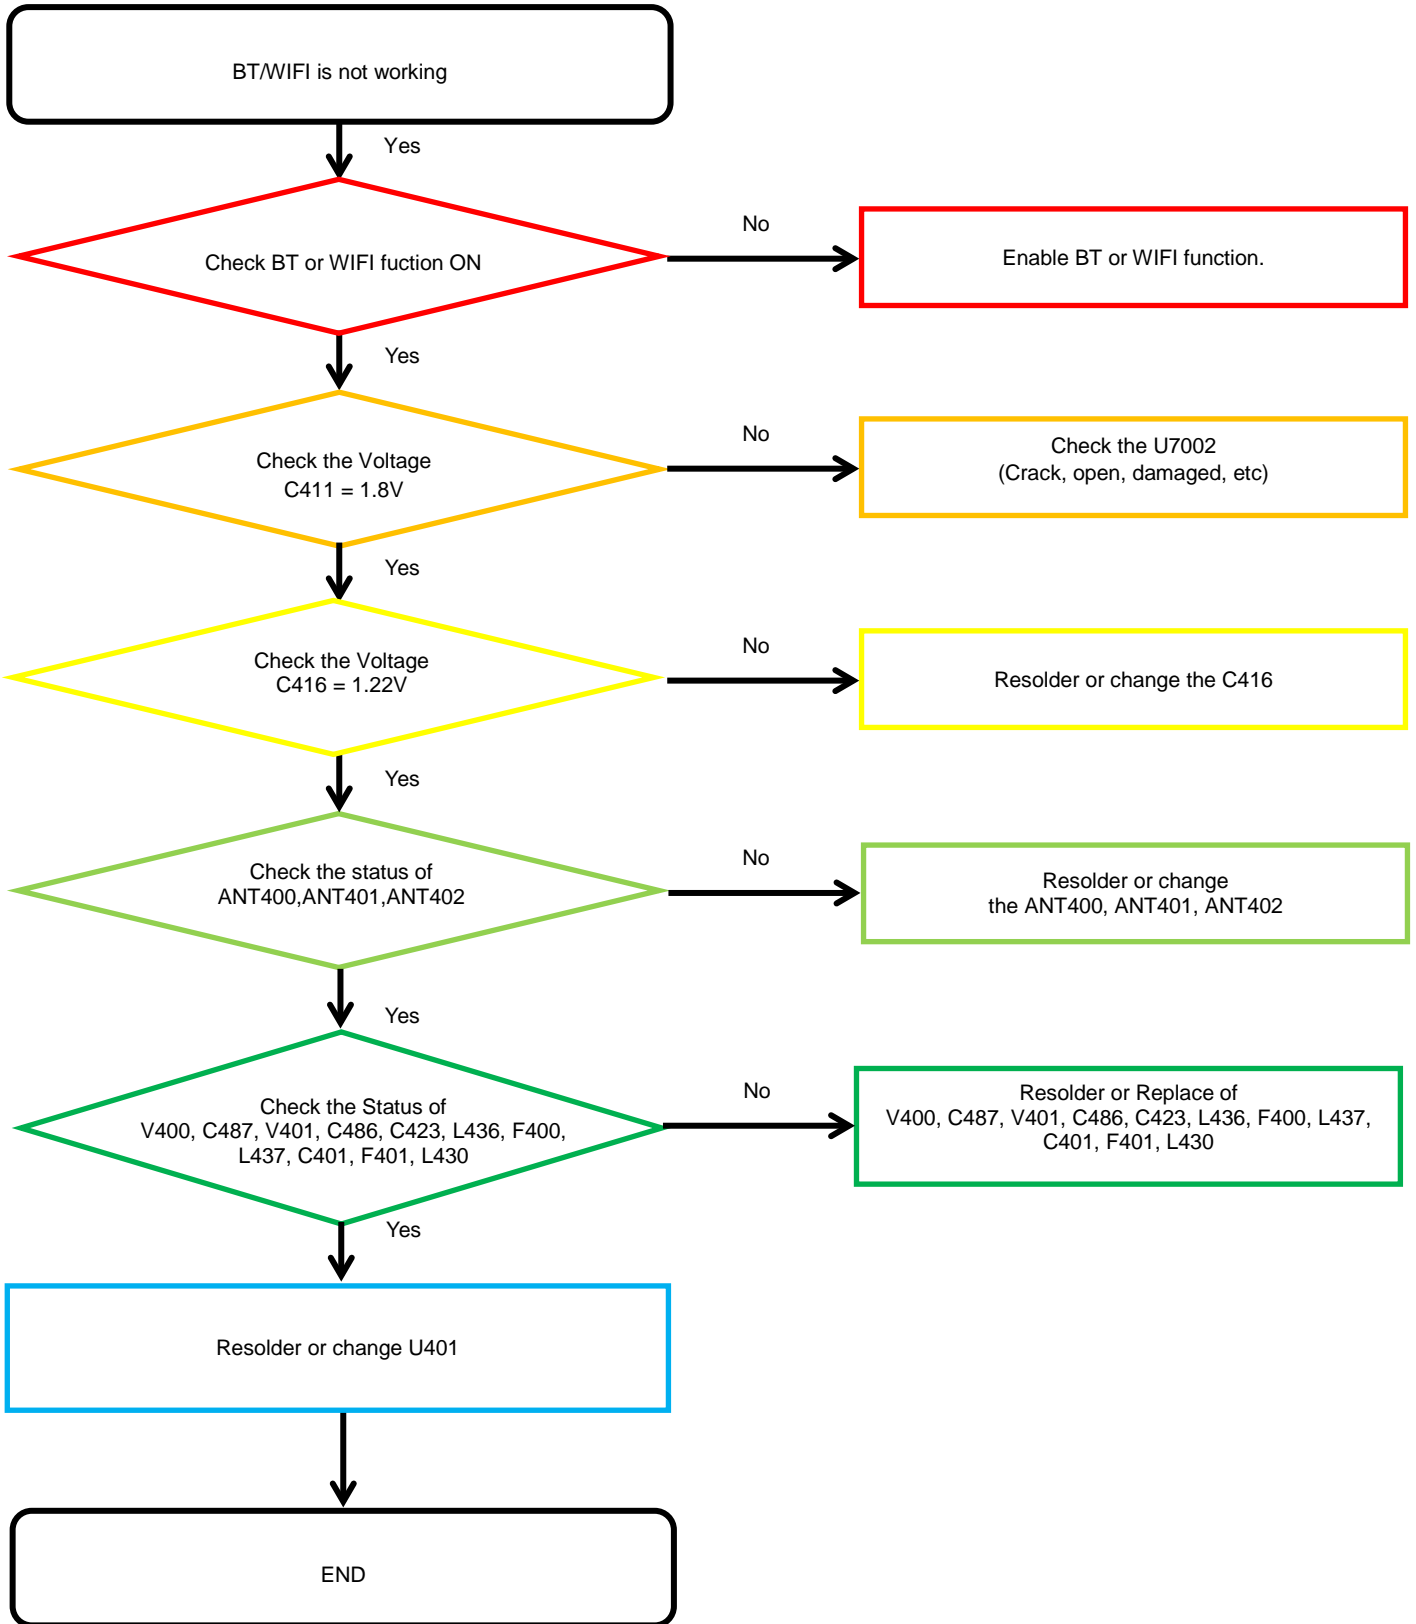 BT/WIFI is not working
Yes
Check BT or WIFI fuction ON
No
Enable BT or WIFI function.
Yes
Check the Voltage
C411 = 1.8V
No
Check the U7002
(Crack, open, damaged, etc)
Yes
Check the Voltage
C416 = 1.22V
No
Resolder or change the C416
Yes
Check the status of
ANT400,ANT401,ANT402
No
Resolder or change
the ANT400, ANT401, ANT402
Yes
Check the Status of
V400, C487, V401, C486, C423, L436, F400,
L437, C401, F401, L430
No
Resolder or Replace of
V400, C487, V401, C486, C423, L436, F400, L437,
C401, F401, L430
Yes
Resolder or change U401
END